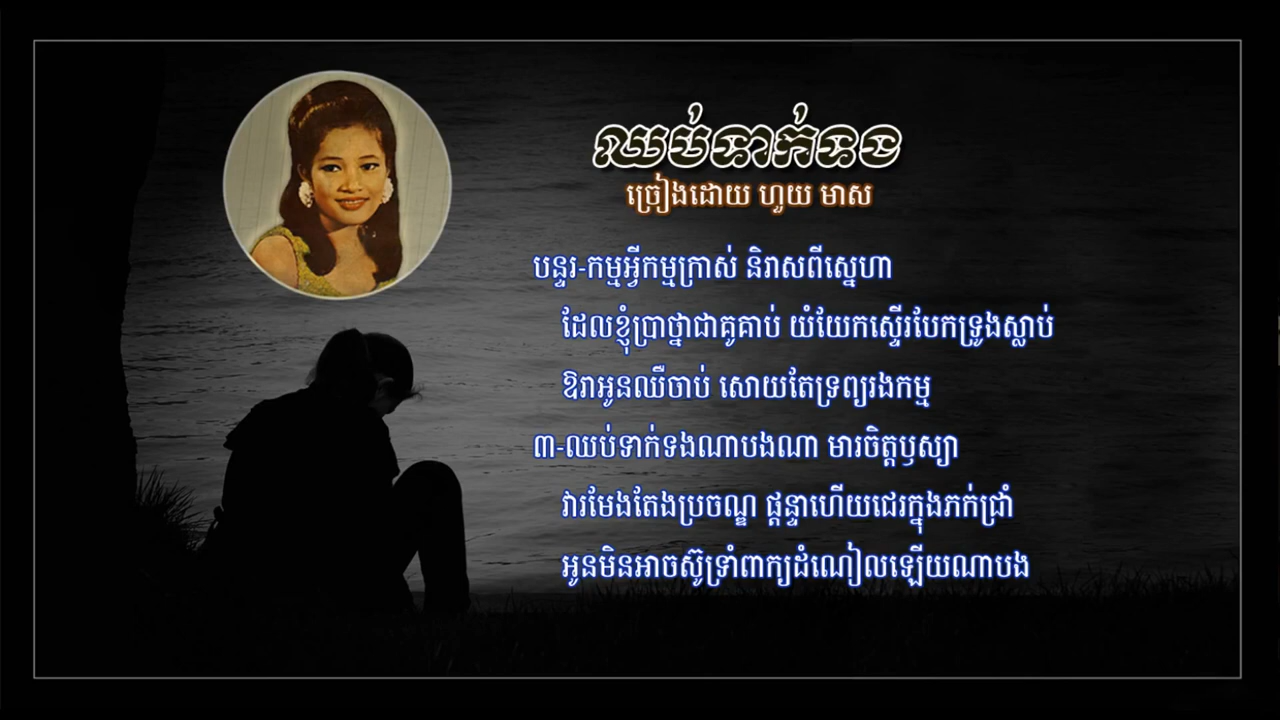 ឈប់ទាក់ទង
ច្រៀងដោយ ហួយ មាស
បន្ទរ-កម្មអ្វីកម្មក្រាស់ និរាសពីស្នេហា
ដែលខ្ញុំប្រាថ្នាជាគូគាប់ យំយែកស្ទើរបែកទ្រូងស្លាប់
ឱរាអូនឈឺចាប់ សោយតែទ្រព្យរងកម្ម
៣-ឈប់ទាក់ទងណាបងណា មារចិត្តឫស្យា
វារមែងតែងប្រចណ្ឌ ផ្ដន្ទាហើយជេរក្នុងភក់ជ្រាំ
អូនមិនអាចស៊ូទ្រាំពាក្យដំណៀលឡើយណាបង